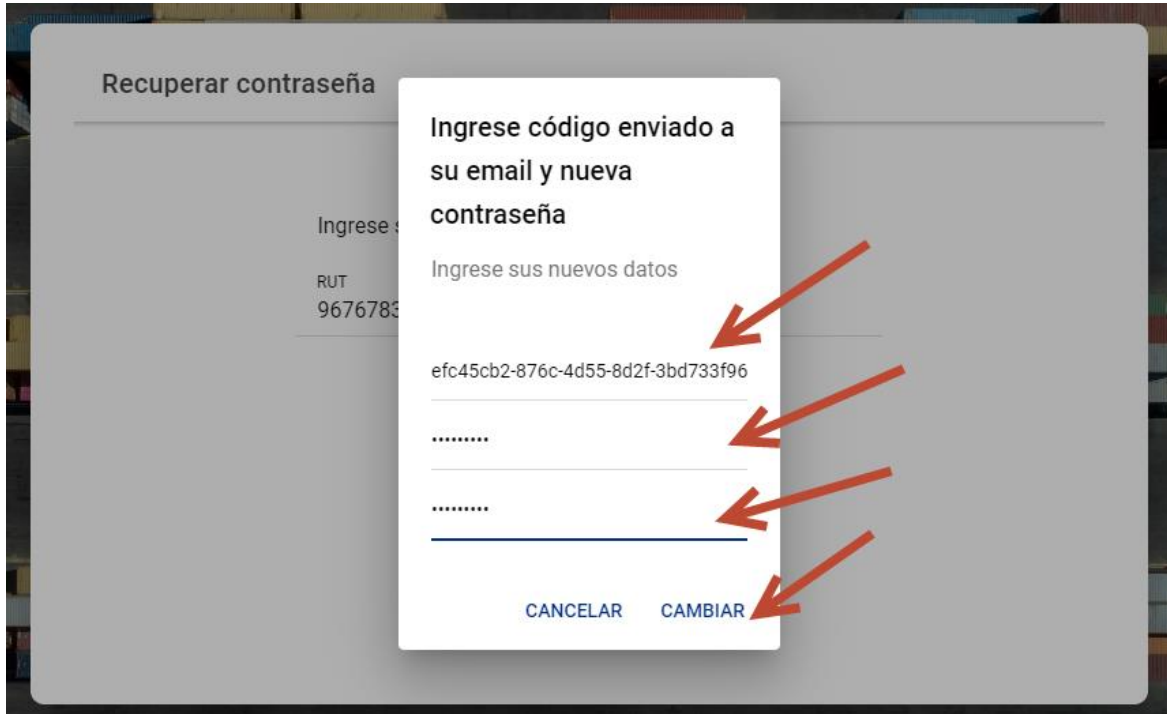 Recuperar contraseña
Ingrese código enviado a
su email y nueva
contraseña
Ingrese sus nuevos datos
Ingrese
RUT
9676783
efc45cb2-876c-4d55-8d2f-3bd733f96
•••••••••
•••••••••
CANCELAR CAMBIAR